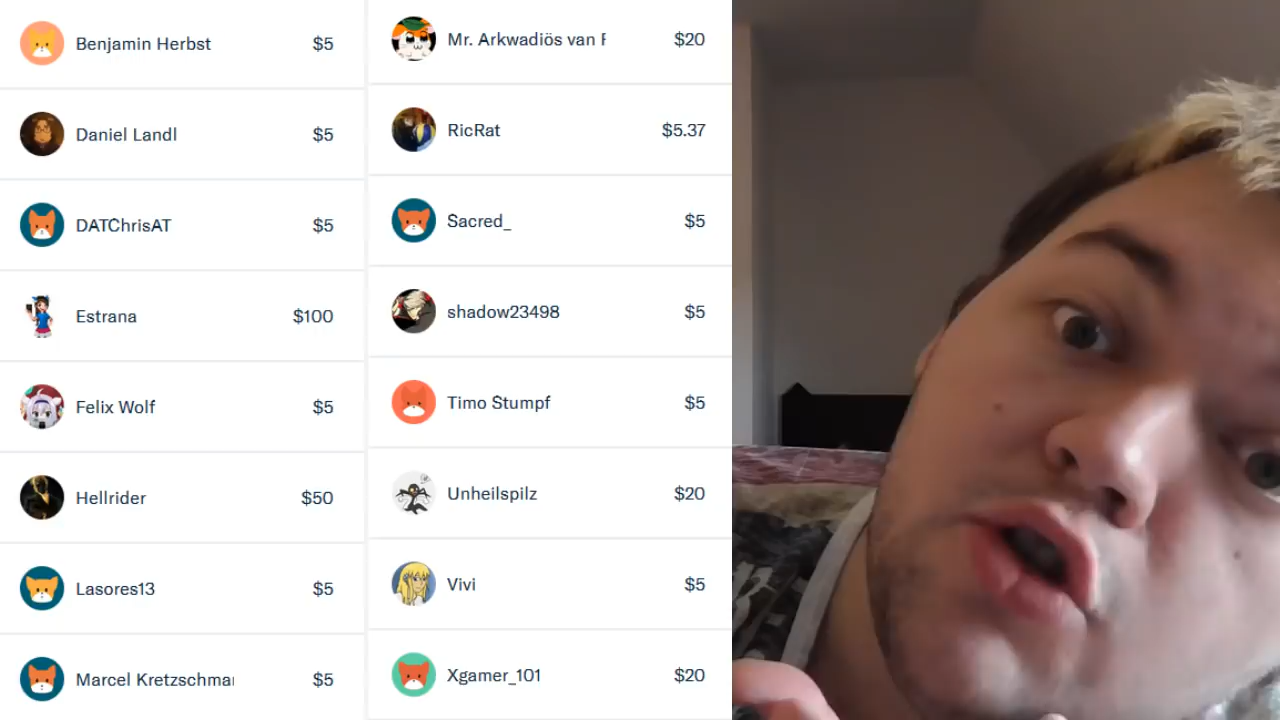 Benjamin Herbst $5
Daniel Landl $5
DATChrisAT $5
Estrana $100
Felix Wolf $5
Hellrider $50
Lasores13 $5
Marcel Kretzschma $5
Mr. Arkwadiös van $20
RicRat $5.37
Sacred_ $5
shadow23498 $5
Timo Stumpf $5
Unheilspilz $20
Vivi $5
Xgamer_101 $20